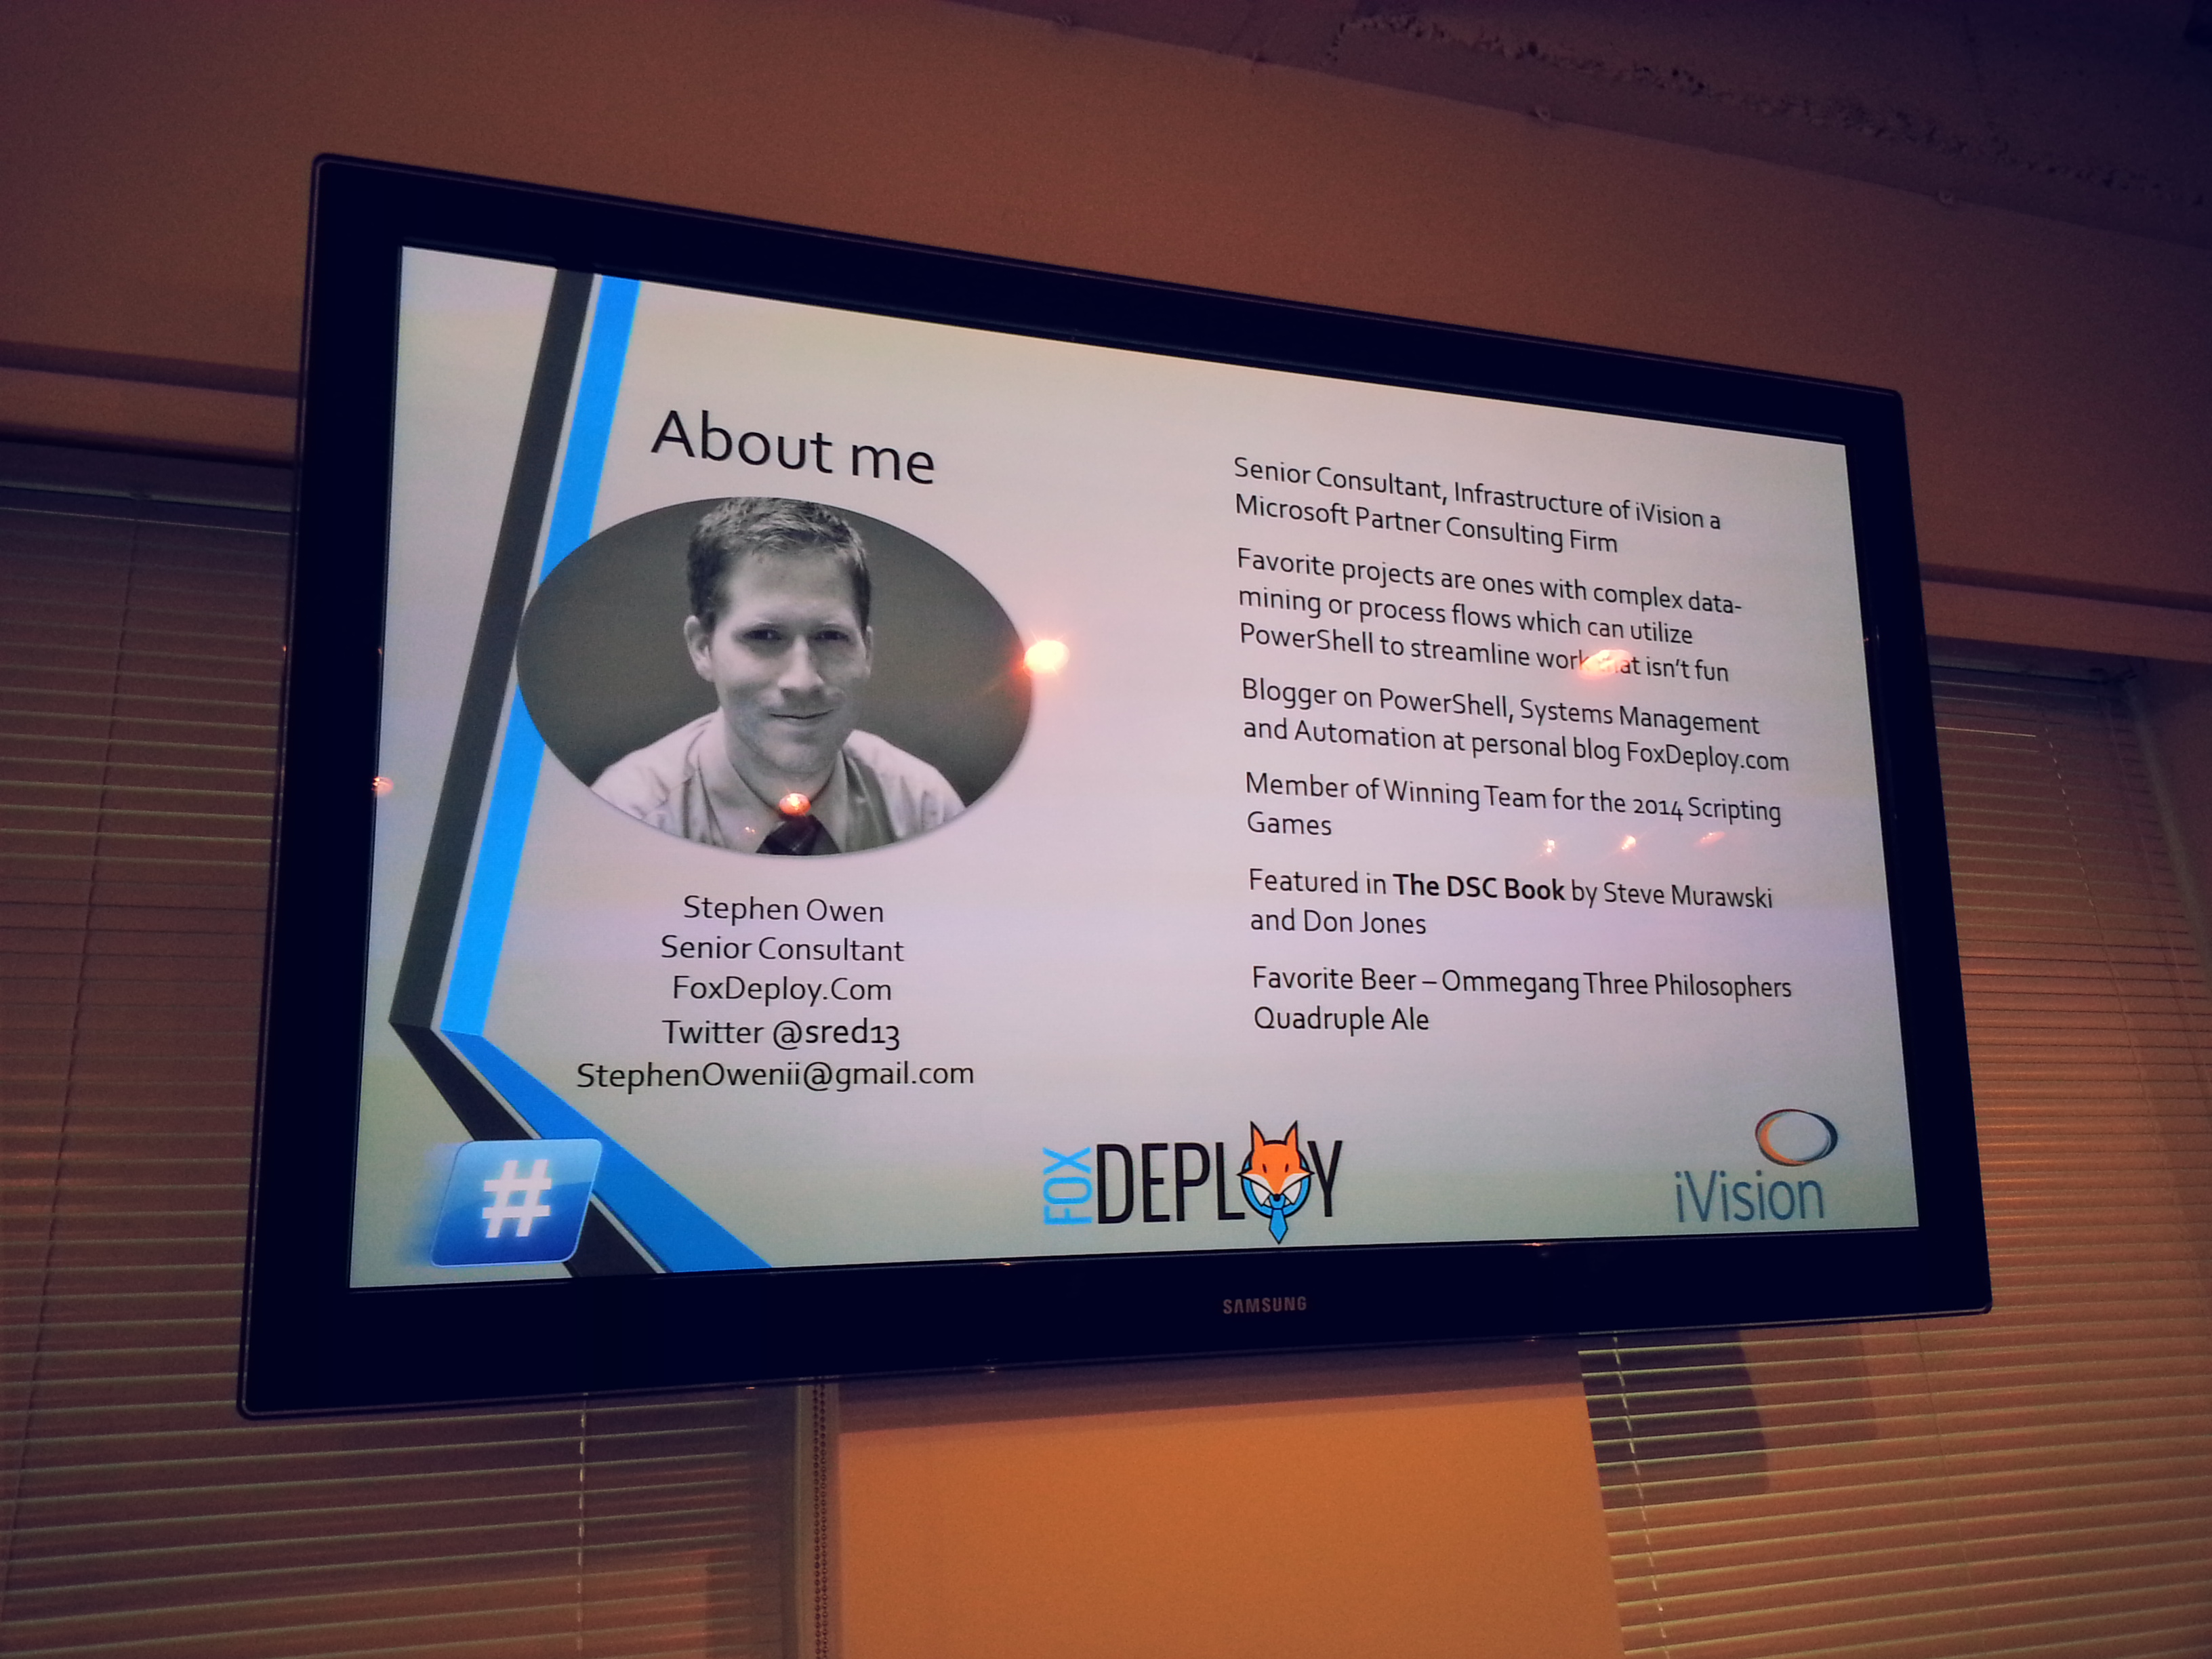 About me
Stephen Owen
Senior Consultant
FoxDeploy.Com
Twitter @sred13
StephenOwenii@gmail.com
Senior Consultant, Infrastructure of iVision a
Microsoft Partner Consulting Firm
Favorite projects are ones with complex data-
mining or process flows which can utilize
PowerShell to streamline work that isn't fun
Blogger on PowerShell, Systems Management
and Automation at personal blog FoxDeploy.com
Member of Winning Team for the 2014 Scripting
Games
Featured in The DSC Book by Steve Murawski
and Don Jones
Favorite Beer – Ommegang Three Philosophers
Quadruple Ale
#
FOX DEPLOY
iVision
SAMSUNG